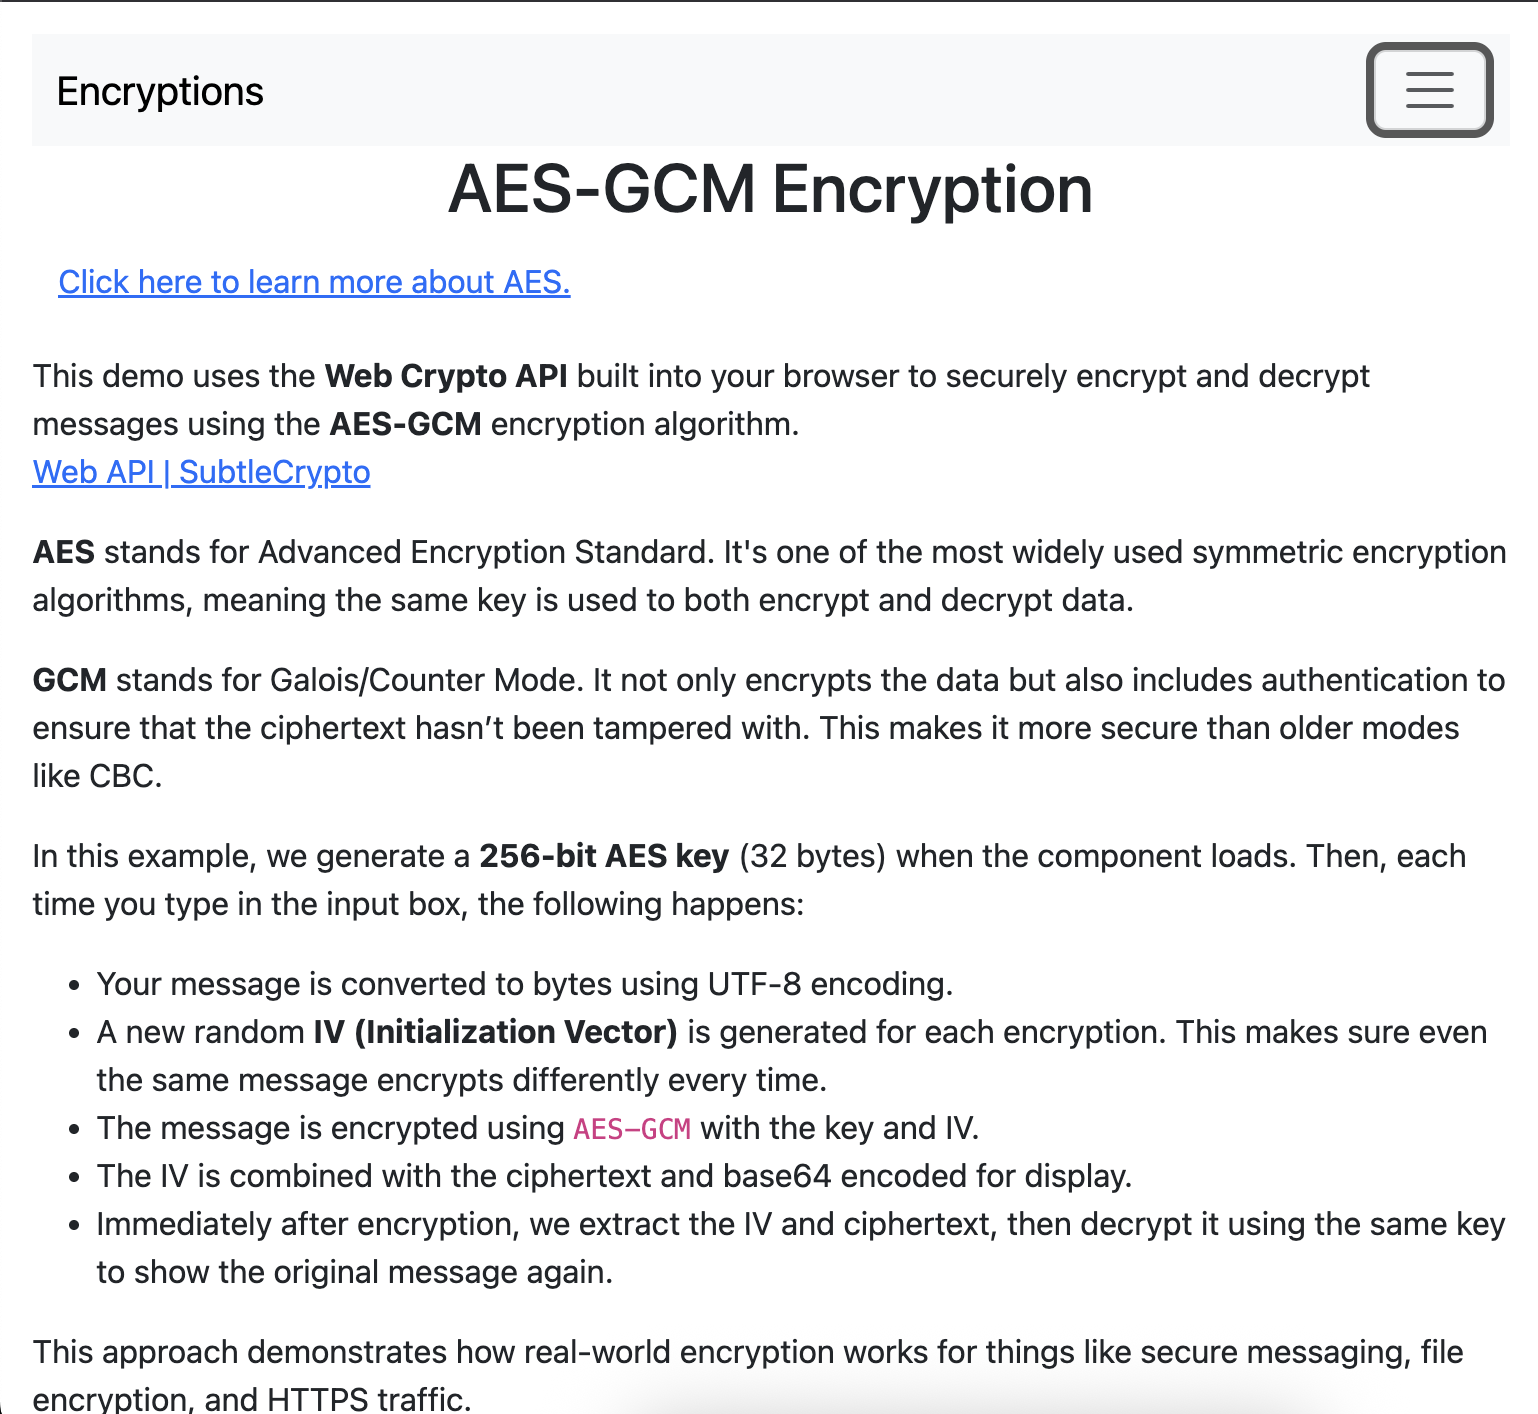 Encryptions
AES-GCM Encryption
Click here to learn more about AES.
This demo uses the Web Crypto API built into your browser to securely encrypt and decrypt
messages using the AES-GCM encryption algorithm.
Web API | SubtleCrypto
AES stands for Advanced Encryption Standard. It's one of the most widely used symmetric encryption
algorithms, meaning the same key is used to both encrypt and decrypt data.
GCM stands for Galois/Counter Mode. It not only encrypts the data but also includes authentication to
ensure that the ciphertext hasn’t been tampered with. This makes it more secure than older modes
like CBC.
In this example, we generate a 256-bit AES key (32 bytes) when the component loads. Then, each
time you type in the input box, the following happens:
• Your message is converted to bytes using UTF-8 encoding.
• A new random IV (Initialization Vector) is generated for each encryption. This makes sure even
the same message encrypts differently every time.
• The message is encrypted using AES-GCM with the key and IV.
• The IV is combined with the ciphertext and base64 encoded for display.
• Immediately after encryption, we extract the IV and ciphertext, then decrypt it using the same key
to show the original message again.
This approach demonstrates how real-world encryption works for things like secure messaging, file
encryption, and HTTPS traffic.